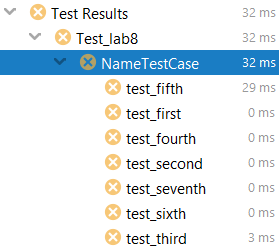 Test Results 32 ms
Test_lab8 32 ms
NameTestCase 32 ms
test_fifth 29 ms
test_first 0 ms
test_fourth 0 ms
test_second 0 ms
test_seventh 0 ms
test_sixth 0 ms
test_third 3 ms